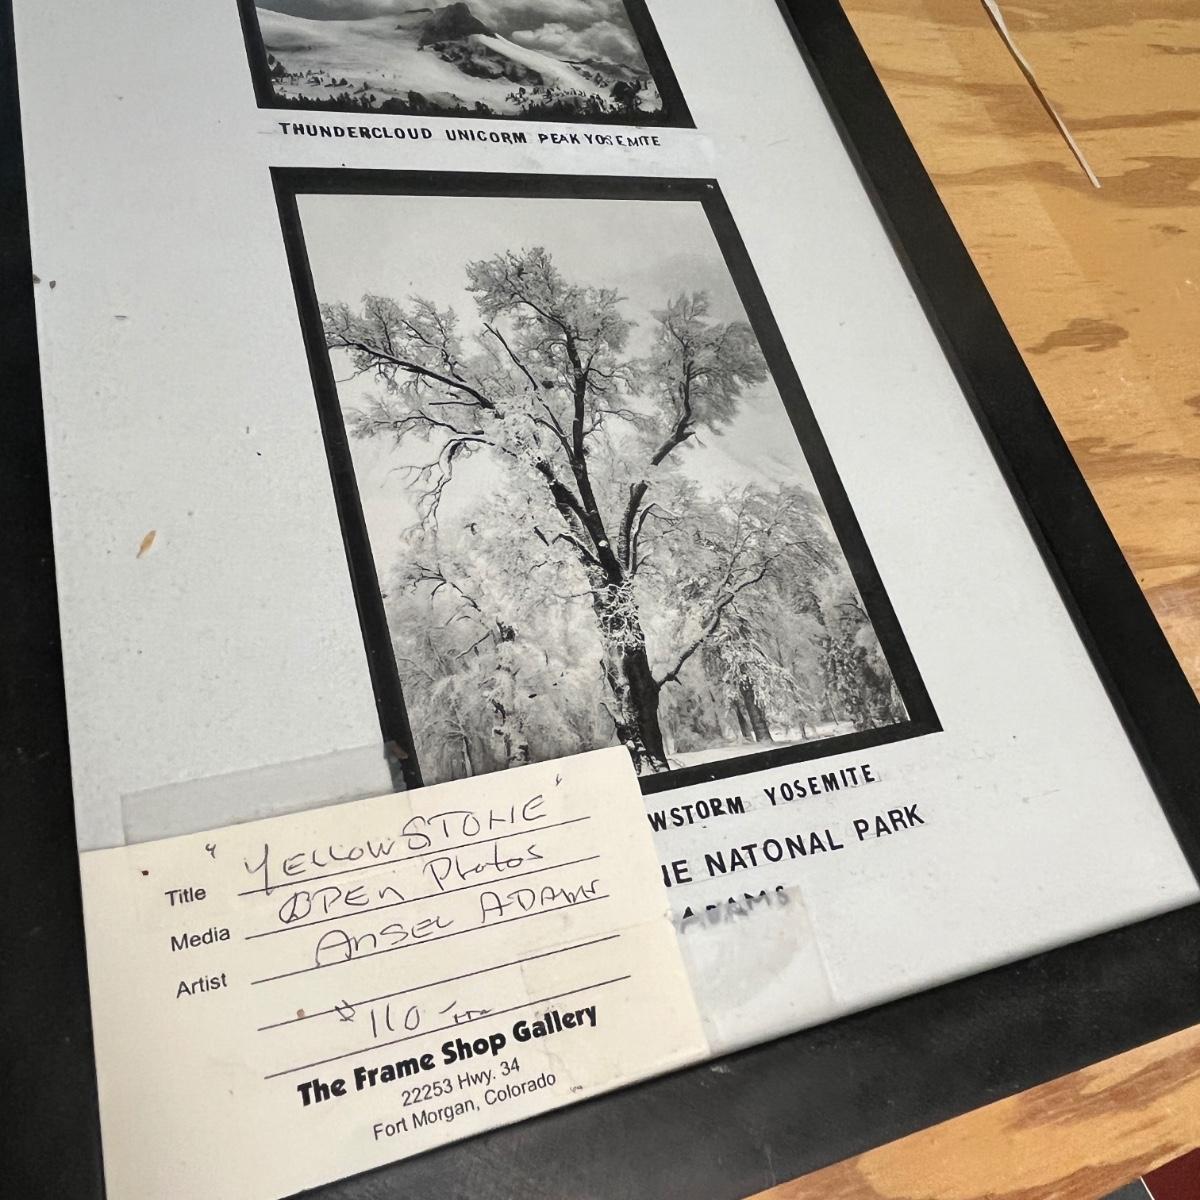 THUNDERCLOUD UNICORM PEAK YOSEMITE
WSTORM YOSEMITE
NE NATONAL PARK
ADAMS
Title "YELLOWSTONE"
Media OPEN Photos
Artist ANSEL ADAMS
$110
The Frame Shop Gallery
22253 Hwy. 34
Fort Morgan, Colorado